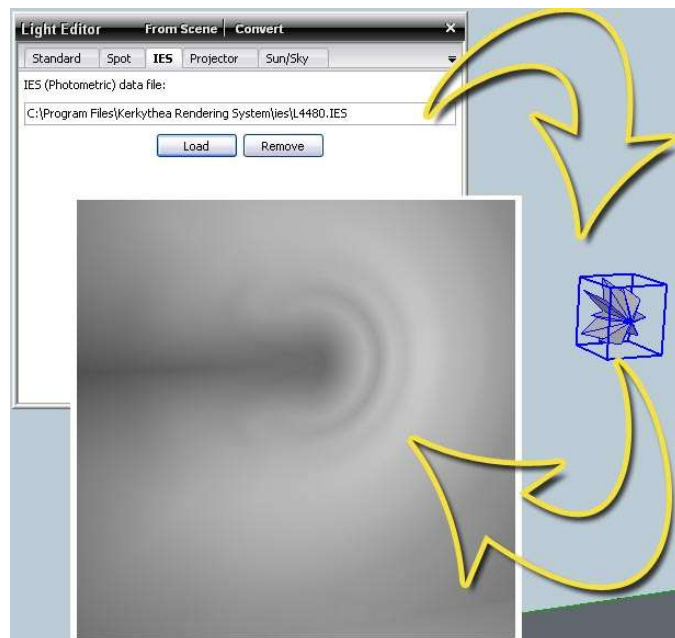 Light Editor From Scene Convert ×
Standard Spot IES Projector Sun/Sky
IES (Photometric) data file:
C:\Program Files\Kerkythea Rendering System\ies\L4480.IES
Load Remove